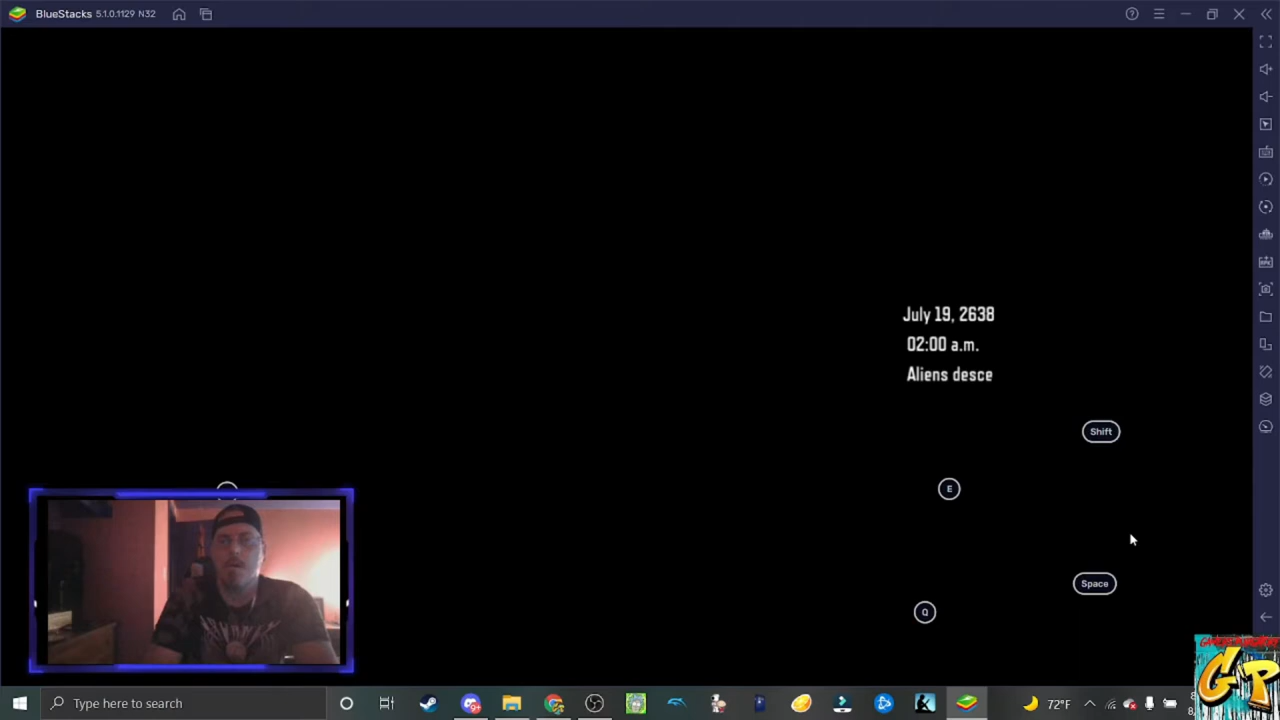 BlueStacks 5.1.0.1129 N32
July 19, 2638
02:00 a.m.
Aliens desce
Shift
E
Space
Q
GP
Type here to search
72°F